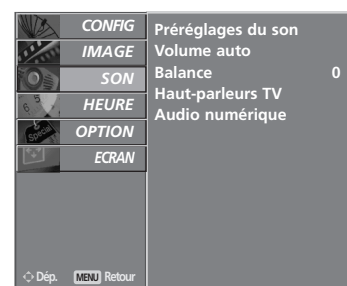 CONFIG
IMAGE
SON
HEURE
OPTION
ECRAN
Dép. MENU Retour
Préréglages du son
Volume auto
Balance 0
Haut-parleurs TV
Audio numérique